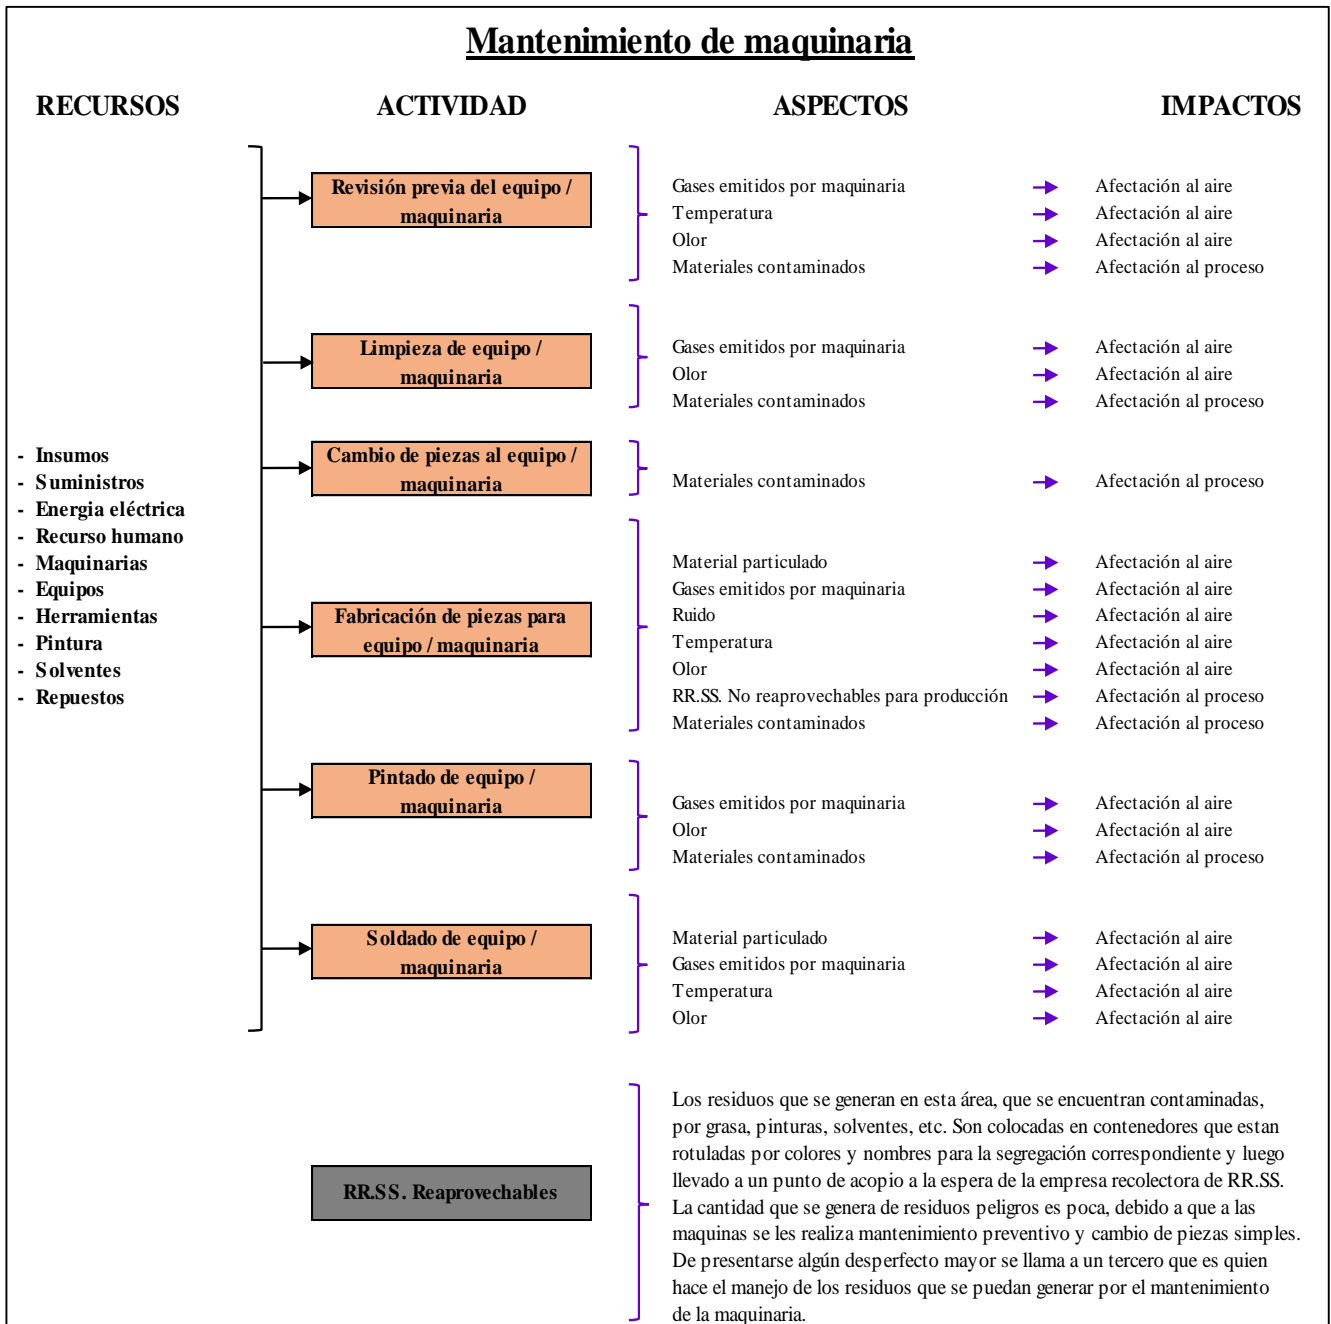 Mantenimiento de maquinaria
RECURSOS ACTIVIDAD ASPECTOS IMPACTOS
- Insumos
- Suministros
- Energia eléctrica
- Recurso humano
- Maquinarias
- Equipos
- Herramientas
- Pintura
- Solventes
- Repuestos
Revisión previa del equipo /
maquinaria
Gases emitidos por maquinaria Afectación al aire
Temperatura Afectación al aire
Olor Afectación al aire
Materiales contaminados Afectación al proceso
Limpieza de equipo /
maquinaria
Gases emitidos por maquinaria Afectación al aire
Olor Afectación al aire
Materiales contaminados Afectación al proceso
Cambio de piezas al equipo /
maquinaria
Materiales contaminados Afectación al proceso
Fabricación de piezas para
equipo / maquinaria
Material particulado Afectación al aire
Gases emitidos por maquinaria Afectación al aire
Ruido Afectación al aire
Temperatura Afectación al aire
Olor Afectación al aire
RR.SS. No reaprovechables para producción Afectación al proceso
Materiales contaminados Afectación al proceso
Pintado de equipo /
maquinaria
Gases emitidos por maquinaria Afectación al aire
Olor Afectación al aire
Materiales contaminados Afectación al proceso
Soldado de equipo /
maquinaria
Material particulado Afectación al aire
Gases emitidos por maquinaria Afectación al aire
Temperatura Afectación al aire
Olor Afectación al aire
RR.SS. Reaprovechables
Los residuos que se generan en esta área, que se encuentran contaminadas,
por grasa, pinturas, solventes, etc. Son colocadas en contenedores que estan
rotuladas por colores y nombres para la segregación correspondiente y luego
llevado a un punto de acopio a la espera de la empresa recolectora de RR.SS.
La cantidad que se genera de residuos peligros es poca, debido a que a las
maquinas se les realiza mantenimiento preventivo y cambio de piezas simples.
De presentarse algún desperfecto mayor se llama a un tercero que es quien
hace el manejo de los residuos que se puedan generar por el mantenimiento
de la maquinaria.